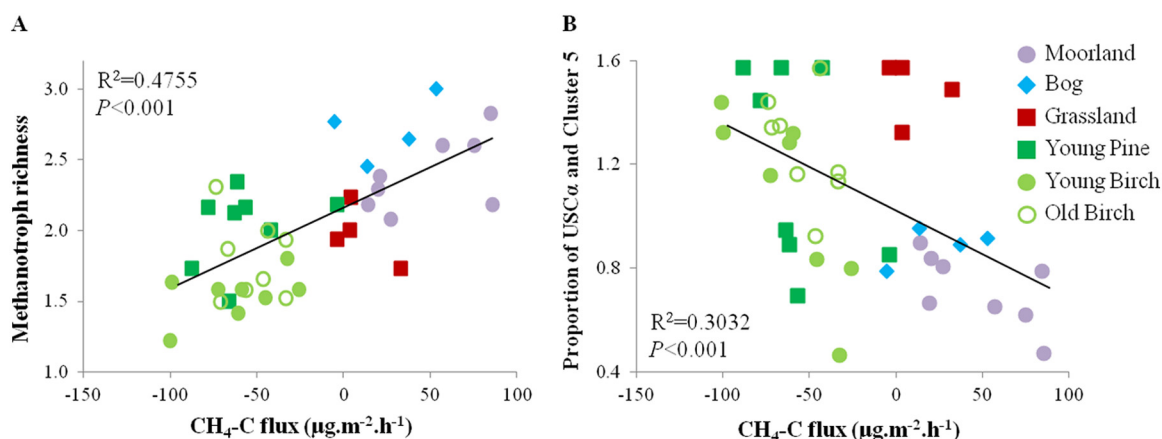 A
R²=0.4755
P<0.001
Methanotroph richness
3.0
2.5
2.0
1.5
1.0
-150
-100
-50
0
50
100
CH₄-C flux (µg.m⁻².h⁻¹)
B
R²=0.3032
P<0.001
Proportion of USCα and Cluster 5
1.6
1.2
0.8
0.4
-150
-100
-50
0
50
100
CH₄-C flux (µg.m⁻².h⁻¹)
Moorland
Bog
Grassland
Young Pine
Young Birch
Old Birch